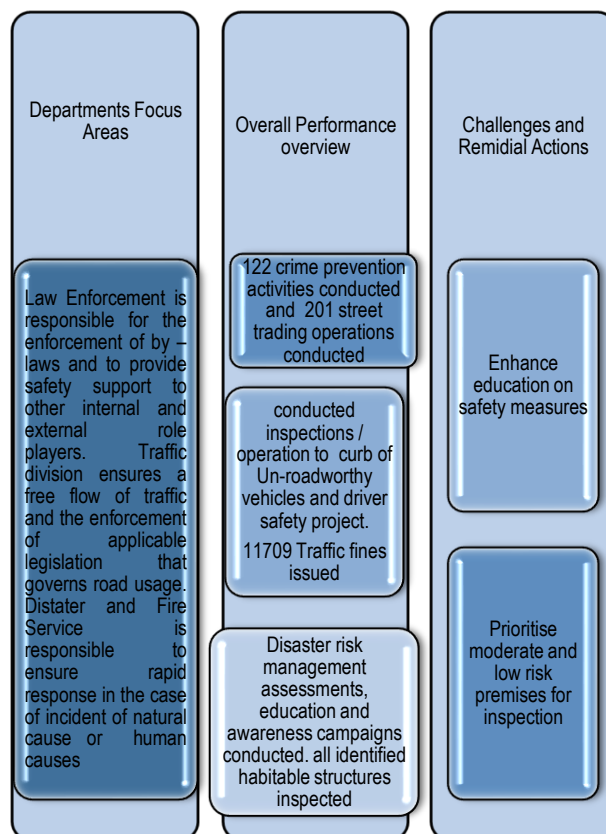 Departments Focus
Areas
Law Enforcement is
responsible for the
enforcement of by –
laws and to provide
safety support to
other internal and
external role
players. Traffic
division ensures a
free flow of traffic
and the enforcement
of applicable
legislation that
governs road usage.
Distater and Fire
Service is
responsible to
ensure rapid
response in the case
of incident of natural
cause or human
causes
Overall Performance
overview
122 crime prevention
activities conducted
and 201 street
trading operations
conducted
conducted
inspections /
operation to curb of
Un-roadworthy
vehicles and driver
safety project.
11709 Traffic fines
issued
Disaster risk
management
assessments,
education and
awareness campaigns
conducted. all identified
habitable structures
inspected
Challenges and
Remidial Actions
Enhance
education on
safety measures
Prioritise
moderate and
low risk
premises for
inspection